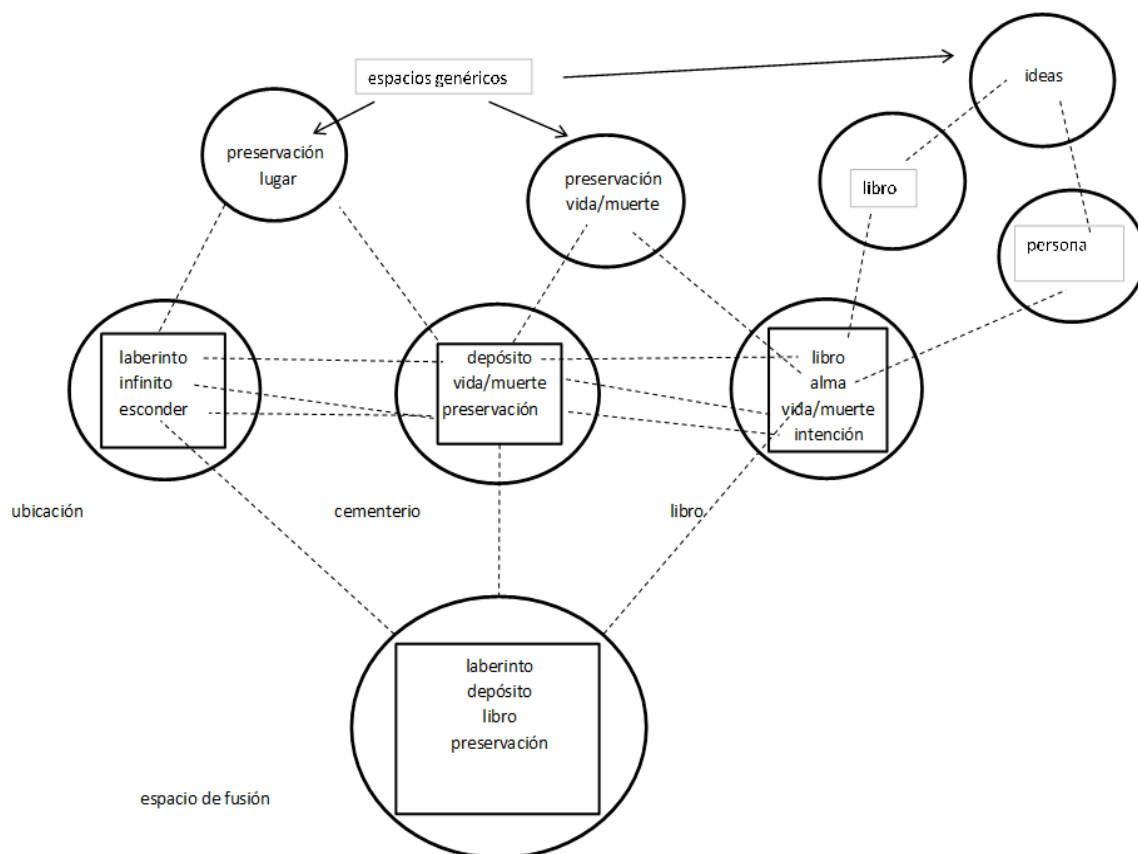 espacios genéricos
ideas
preservación
lugar
preservación
vida/muerte
libro
persona
laberinto
infinito
esconder
depósito
vida/muerte
preservación
libro
alma
vida/muerte
intención
ubicación
cementerio
libro
laberinto
depósito
libro
preservación
espacio de fusión